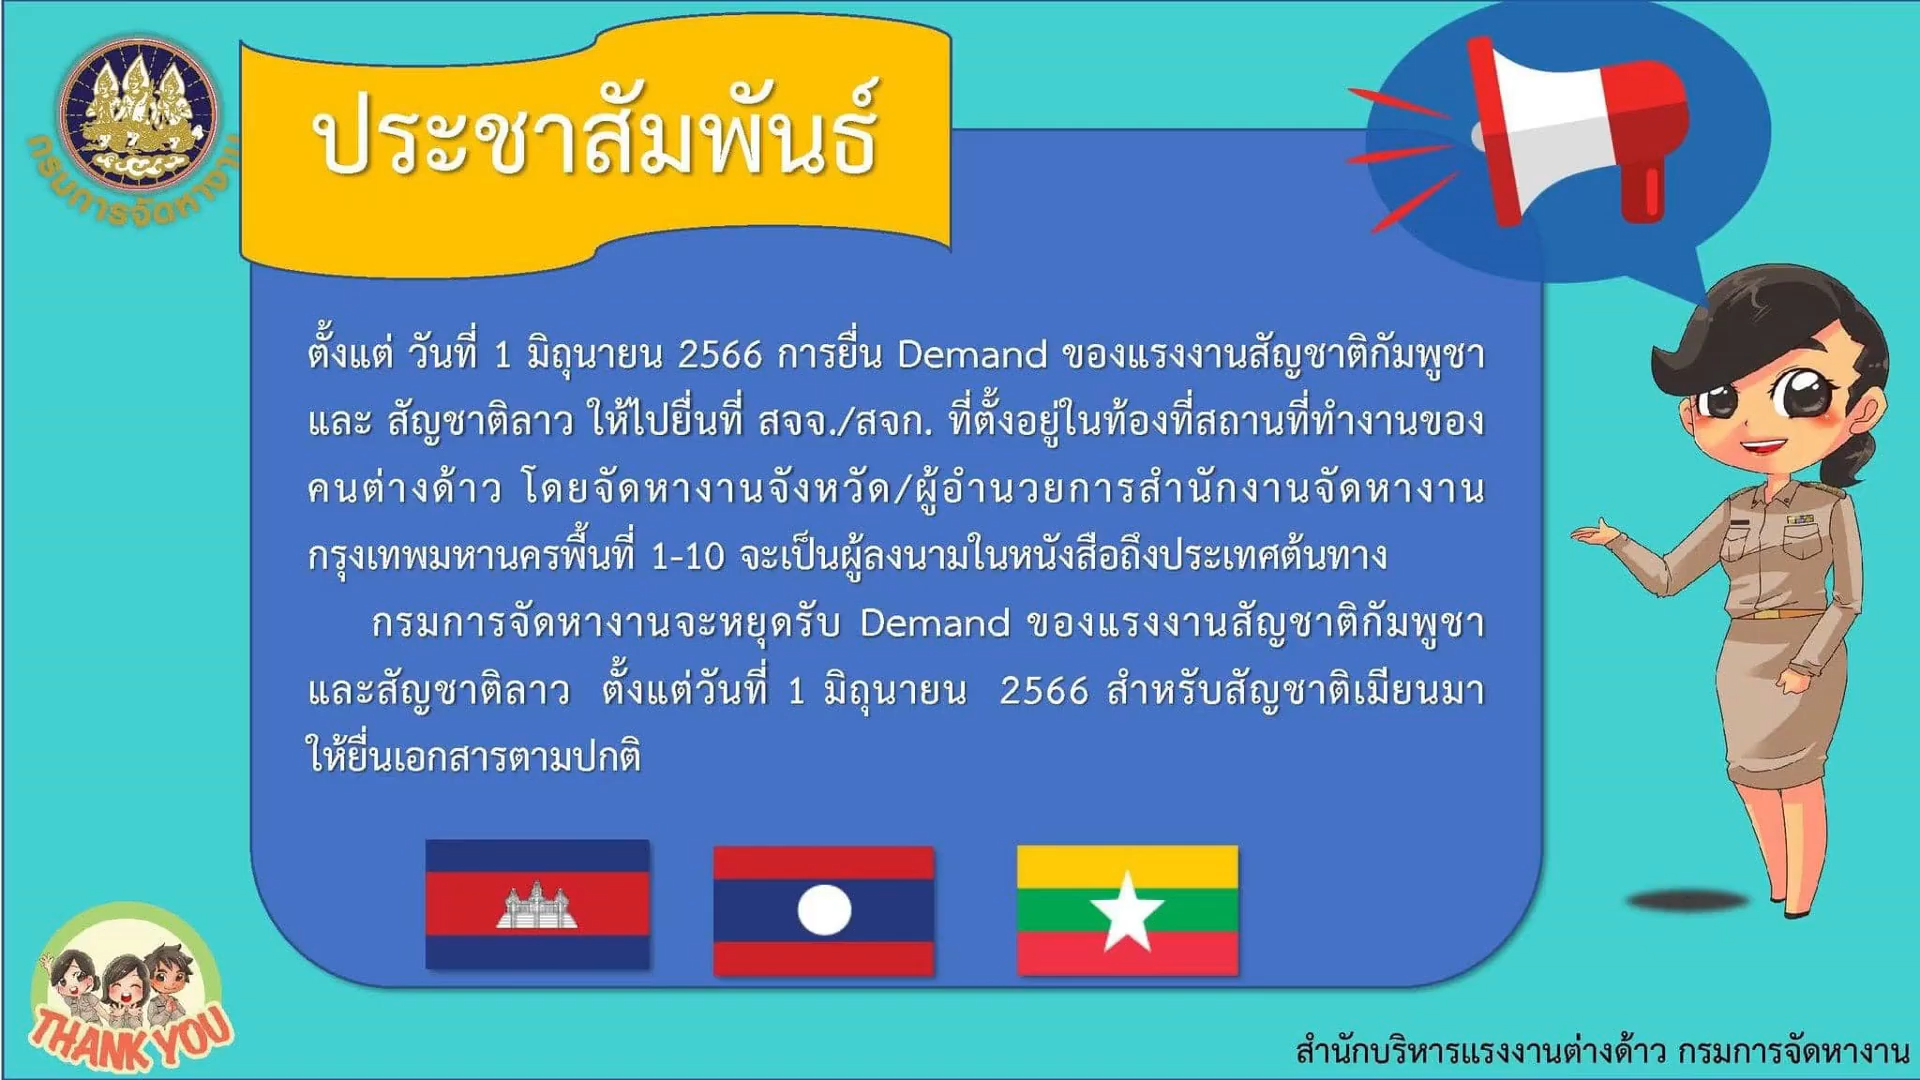 กรมการจัดหางาน
ประชาสัมพันธ์
ตั้งแต่ วันที่ 1 มิถุนายน 2566 การยื่น Demand ของแรงงานสัญชาติกัมพูชา
และ สัญชาติลาว ให้ไปยื่นที่ สจจ./สจก. ที่ตั้งอยู่ในท้องที่สถานที่ทำงานของ
คนต่างด้าว โดยจัดหางานจังหวัด/ผู้อำนวยการสำนักงานจัดหางาน
กรุงเทพมหานครพื้นที่ 1-10 จะเป็นผู้ลงนามในหนังสือถึงประเทศต้นทาง
กรมการจัดหางานจะหยุดรับ Demand ของแรงงานสัญชาติกัมพูชา
และสัญชาติลาว ตั้งแต่วันที่ 1 มิถุนายน 2566 สำหรับสัญชาติเมียนมา
ให้ยื่นเอกสารตามปกติ
THANK YOU
สำนักบริหารแรงงานต่างด้าว กรมการจัดหางาน